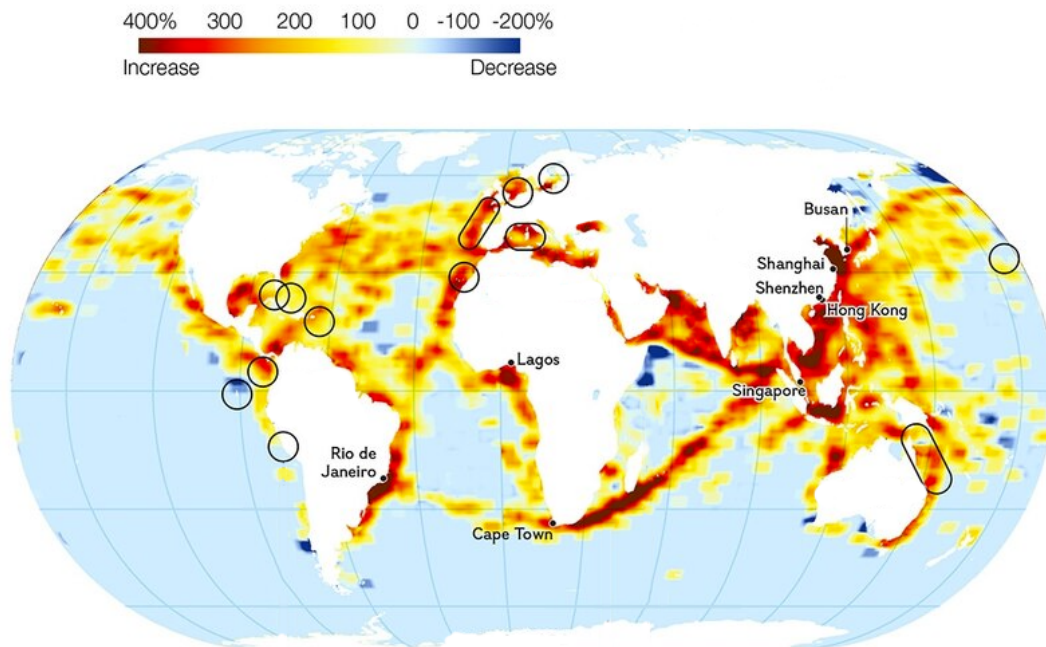 400% 300 200 100 0 -100 -200%
Increase Decrease
Busan
Shanghai
Shenzhen
Hong Kong
Lagos
Singapore
Rio de
Janeiro
Cape Town